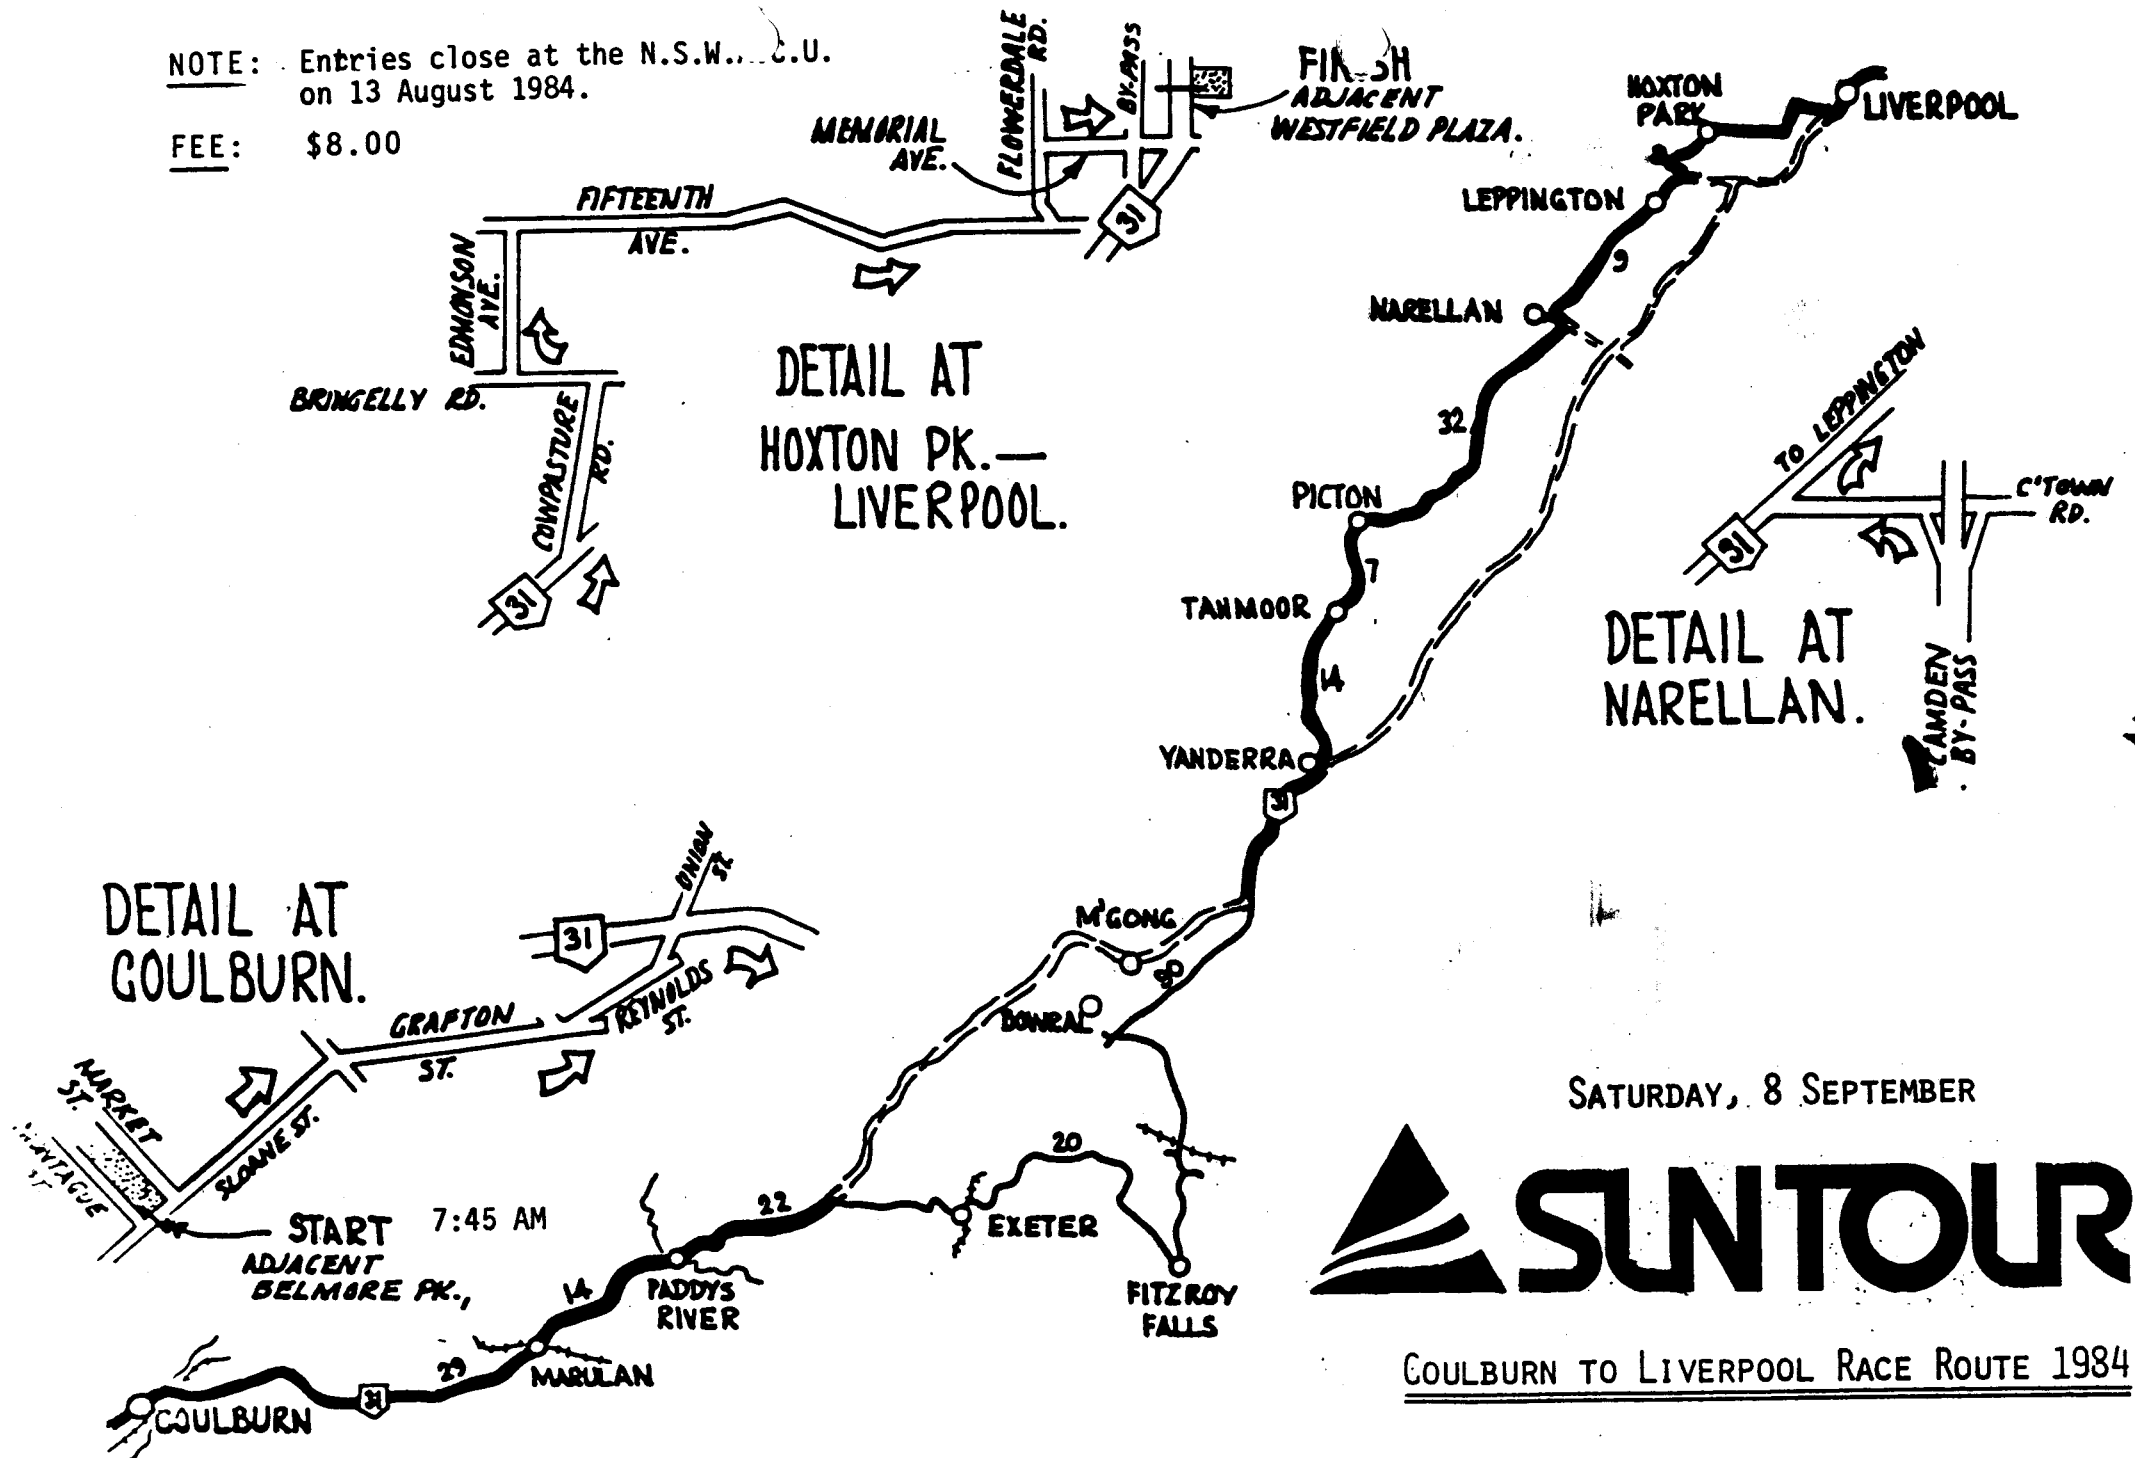 NOTE: Entries close at the N.S.W. C.U.
on 13 August 1984.
FEE: $8.00
FLOWERDALE
RD.
BY-PASS
FINISH
ADJACENT
WESTFIELD PLAZA.
MEMORIAL
AVE.
31
FIFTEENTH
AVE.
EDMONSON
AVE.
BRINGELLY RD.
COWPASTURE
RD.
31
DETAIL AT
HOXTON PK.—
LIVERPOOL.
HOXTON
PARK
LIVERPOOL
LEPPINGTON
9
NARELLAN
32
PICTON
7
TAHMOOR
14
YANDERRA
31
M'GONG
BOWRAL
20
EXETER
FITZROY
FALLS
22
PADDYS
RIVER
14
MARULAN
29
31
GOULBURN
TO LEPPINGTON
C'TOWN
RD.
31
CAMDEN
BY-PASS
DETAIL AT
NARELLAN.
DETAIL AT
GOULBURN.
UNION
ST.
31
REYNOLDS
ST.
GRAFTON
ST.
MARKET
ST.
SLOANE ST.
START 7:45 AM
ADJACENT
BELMORE PK.,
SATURDAY, 8 SEPTEMBER
SUNTOUR
GOULBURN TO LIVERPOOL RACE ROUTE 1984